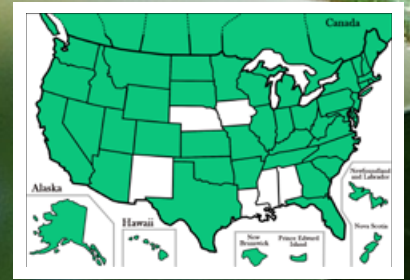 Canada
Newfoundland
and Labrador
Alaska
Hawaii
New
Brunswick
Prince Edward
Island
Nova Scotia